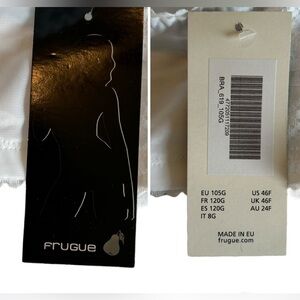 FRUGUE
BRA_619_105G
EU 105G US 46F
FR 120G UK 46F
ES 120G AU 24F
IT 8G
MADE IN EU
frugue.com